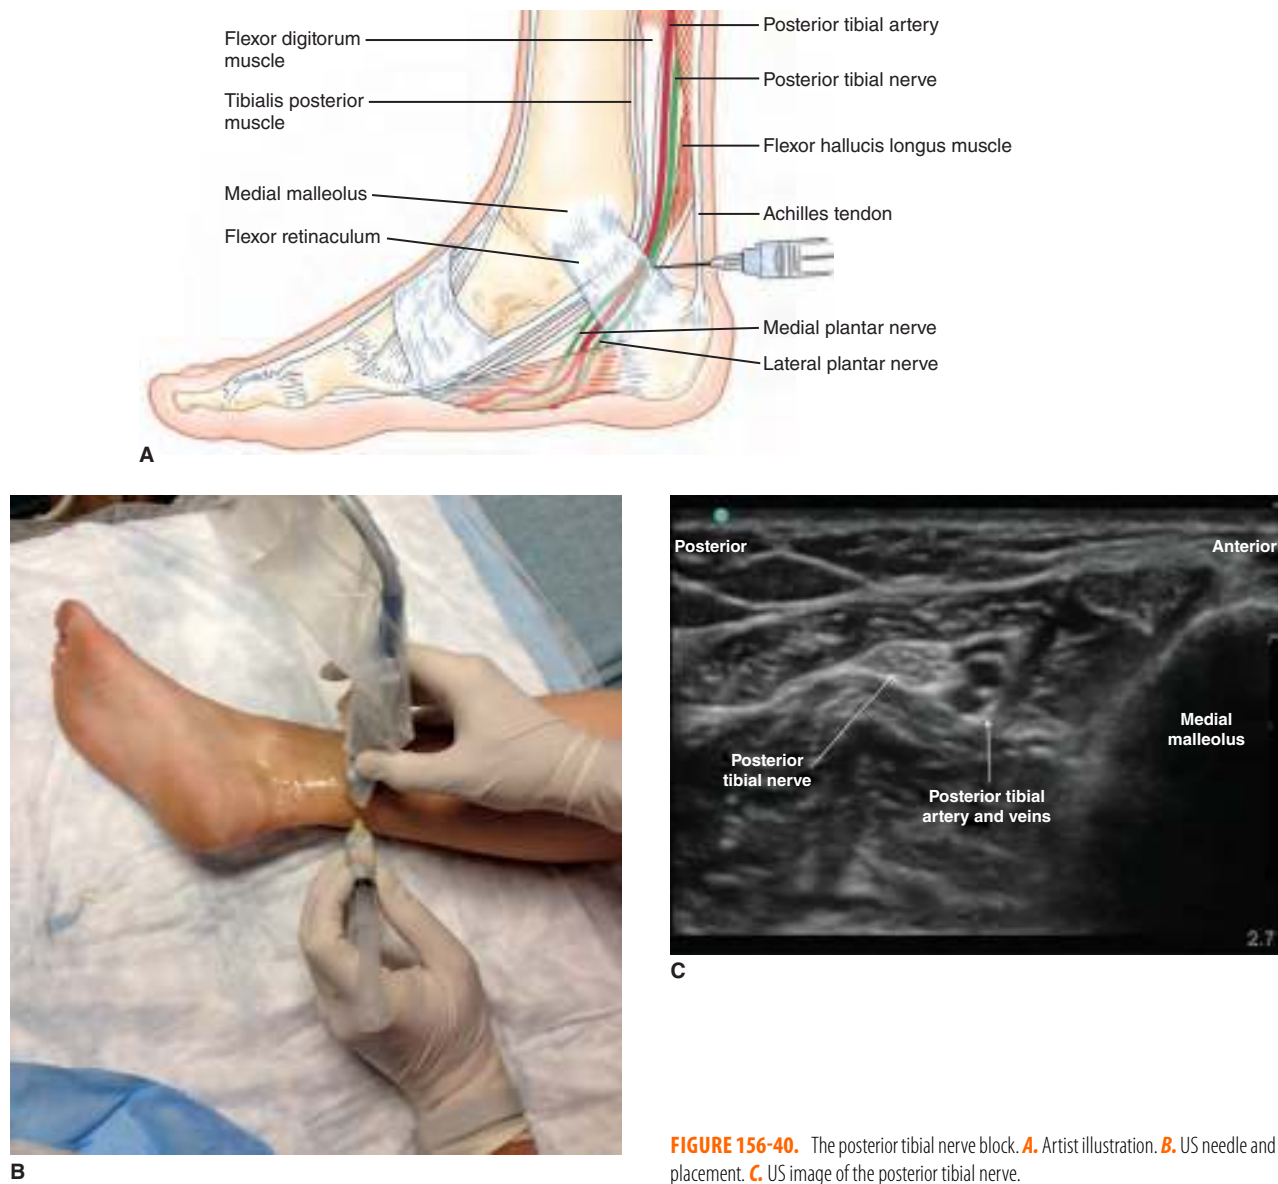 Flexor digitorum
muscle
Tibialis posterior
muscle
Medial malleolus
Flexor retinaculum
Posterior tibial artery
Posterior tibial nerve
Flexor hallucis longus muscle
Achilles tendon
Medial plantar nerve
Lateral plantar nerve
A
Posterior
Anterior
Medial
malleolus
Posterior
tibial nerve
Posterior tibial
artery and veins
2.7
B
C
FIGURE 156-40. The posterior tibial nerve block. A. Artist illustration. B. US needle and
placement. C. US image of the posterior tibial nerve.